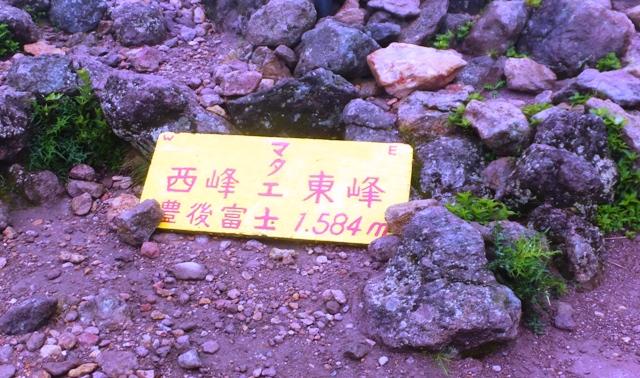 W マタエ E
西峰 東峰
豊後富士 1.584m